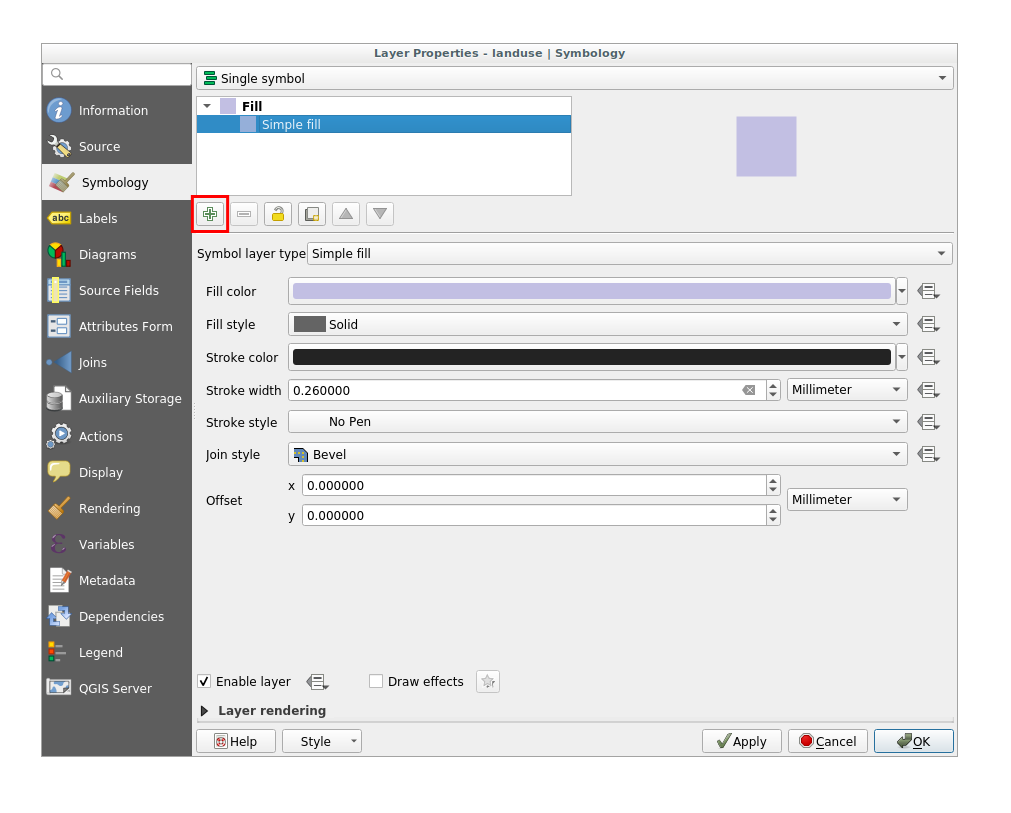 Layer Properties - landuse | Symbology
Single symbol
Information
Source
Symbology
Labels
Diagrams
Source Fields
Attributes Form
Joins
Auxiliary Storage
Actions
Display
Rendering
Variables
Metadata
Dependencies
Legend
QGIS Server
abc
Fill
Simple fill
Symbol layer type Simple fill
Fill color
Fill style Solid
Stroke color
Stroke width 0.260000 Millimeter
Stroke style No Pen
Join style Bevel
Offset x 0.000000 Millimeter
y 0.000000
Enable layer Draw effects
Layer rendering
Help Style Apply Cancel OK